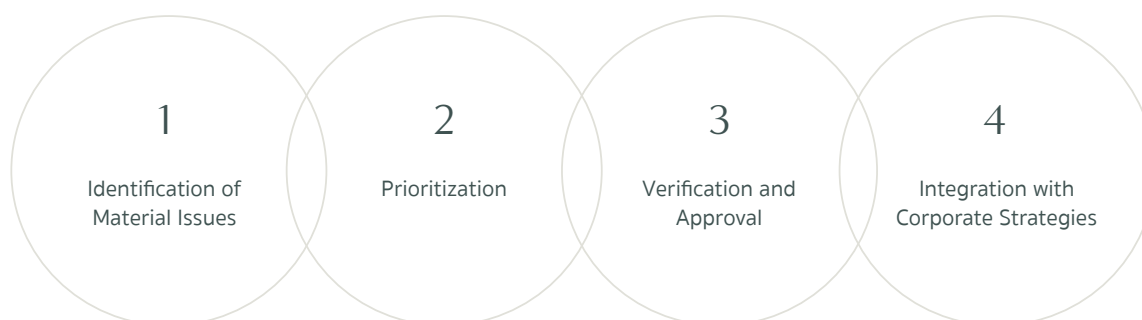 1
Identification of
Material Issues
2
Prioritization
3
Verification and
Approval
4
Integration with
Corporate Strategies